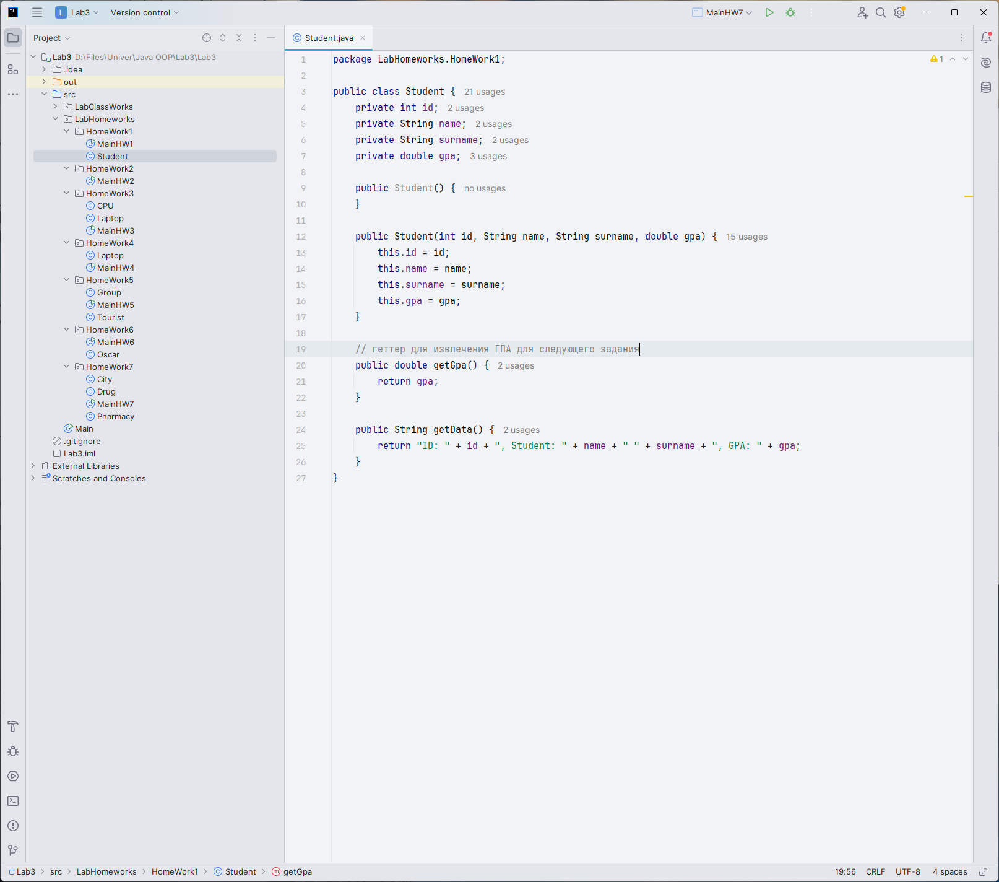 L Lab3 Version control MainHW7
Project
Lab3 D:\Files\Univer\Java OOP\Lab3\Lab3
.idea
out
src
LabClassWorks
LabHomeworks
HomeWork1
MainHW1
Student
HomeWork2
MainHW2
HomeWork3
CPU
Laptop
MainHW3
HomeWork4
Laptop
MainHW4
HomeWork5
Group
MainHW5
Tourist
HomeWork6
MainHW6
Oscar
HomeWork7
City
Drug
MainHW7
Pharmacy
Main
.gitignore
Lab3.iml
External Libraries
Scratches and Consoles
Student.java
1 package LabHomeworks.HomeWork1; 1
2
3 public class Student { 21 usages
4 private int id; 2 usages
5 private String name; 2 usages
6 private String surname; 2 usages
7 private double gpa; 3 usages
8
9 public Student() { no usages
10 }
11
12 public Student(int id, String name, String surname, double gpa) { 15 usages
13 this.id = id;
14 this.name = name;
15 this.surname = surname;
16 this.gpa = gpa;
17 }
18
19 // геттер для извлечения ГПА для следующего задания
20 public double getGpa() { 2 usages
21 return gpa;
22 }
23
24 public String getData() { 2 usages
25 return "ID: " + id + ", Student: " + name + " " + surname + ", GPA: " + gpa;
26 }
27 }
Lab3 > src > LabHomeworks > HomeWork1 > Student > getGpa 19:56 CRLF UTF-8 4 spaces